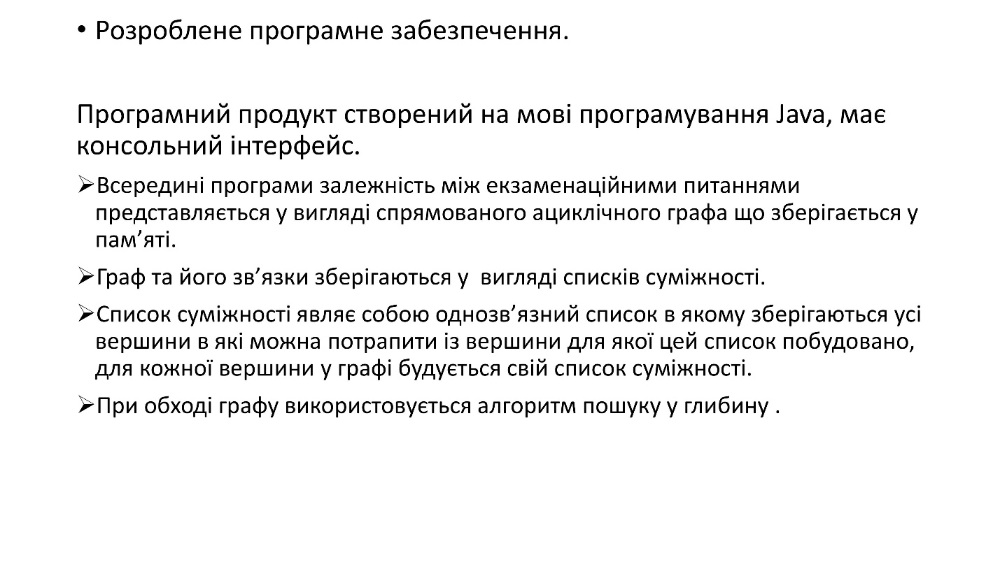 • Розроблене програмне забезпечення.
Програмний продукт створений на мові програмування Java, має
консольний інтерфейс.
➢Всередині програми залежність між екзаменаційними питаннями
представляється у вигляді спрямованого ациклічного графа що зберігається у
пам’яті.
➢Граф та його зв’язки зберігаються у  вигляді списків суміжності.
➢Список суміжності являє собою однозв’язний список в якому зберігаються усі
вершини в які можна потрапити із вершини для якої цей список побудовано,
для кожної вершини у графі будується свій список суміжності.
➢При обході графу використовується алгоритм пошуку у глибину .